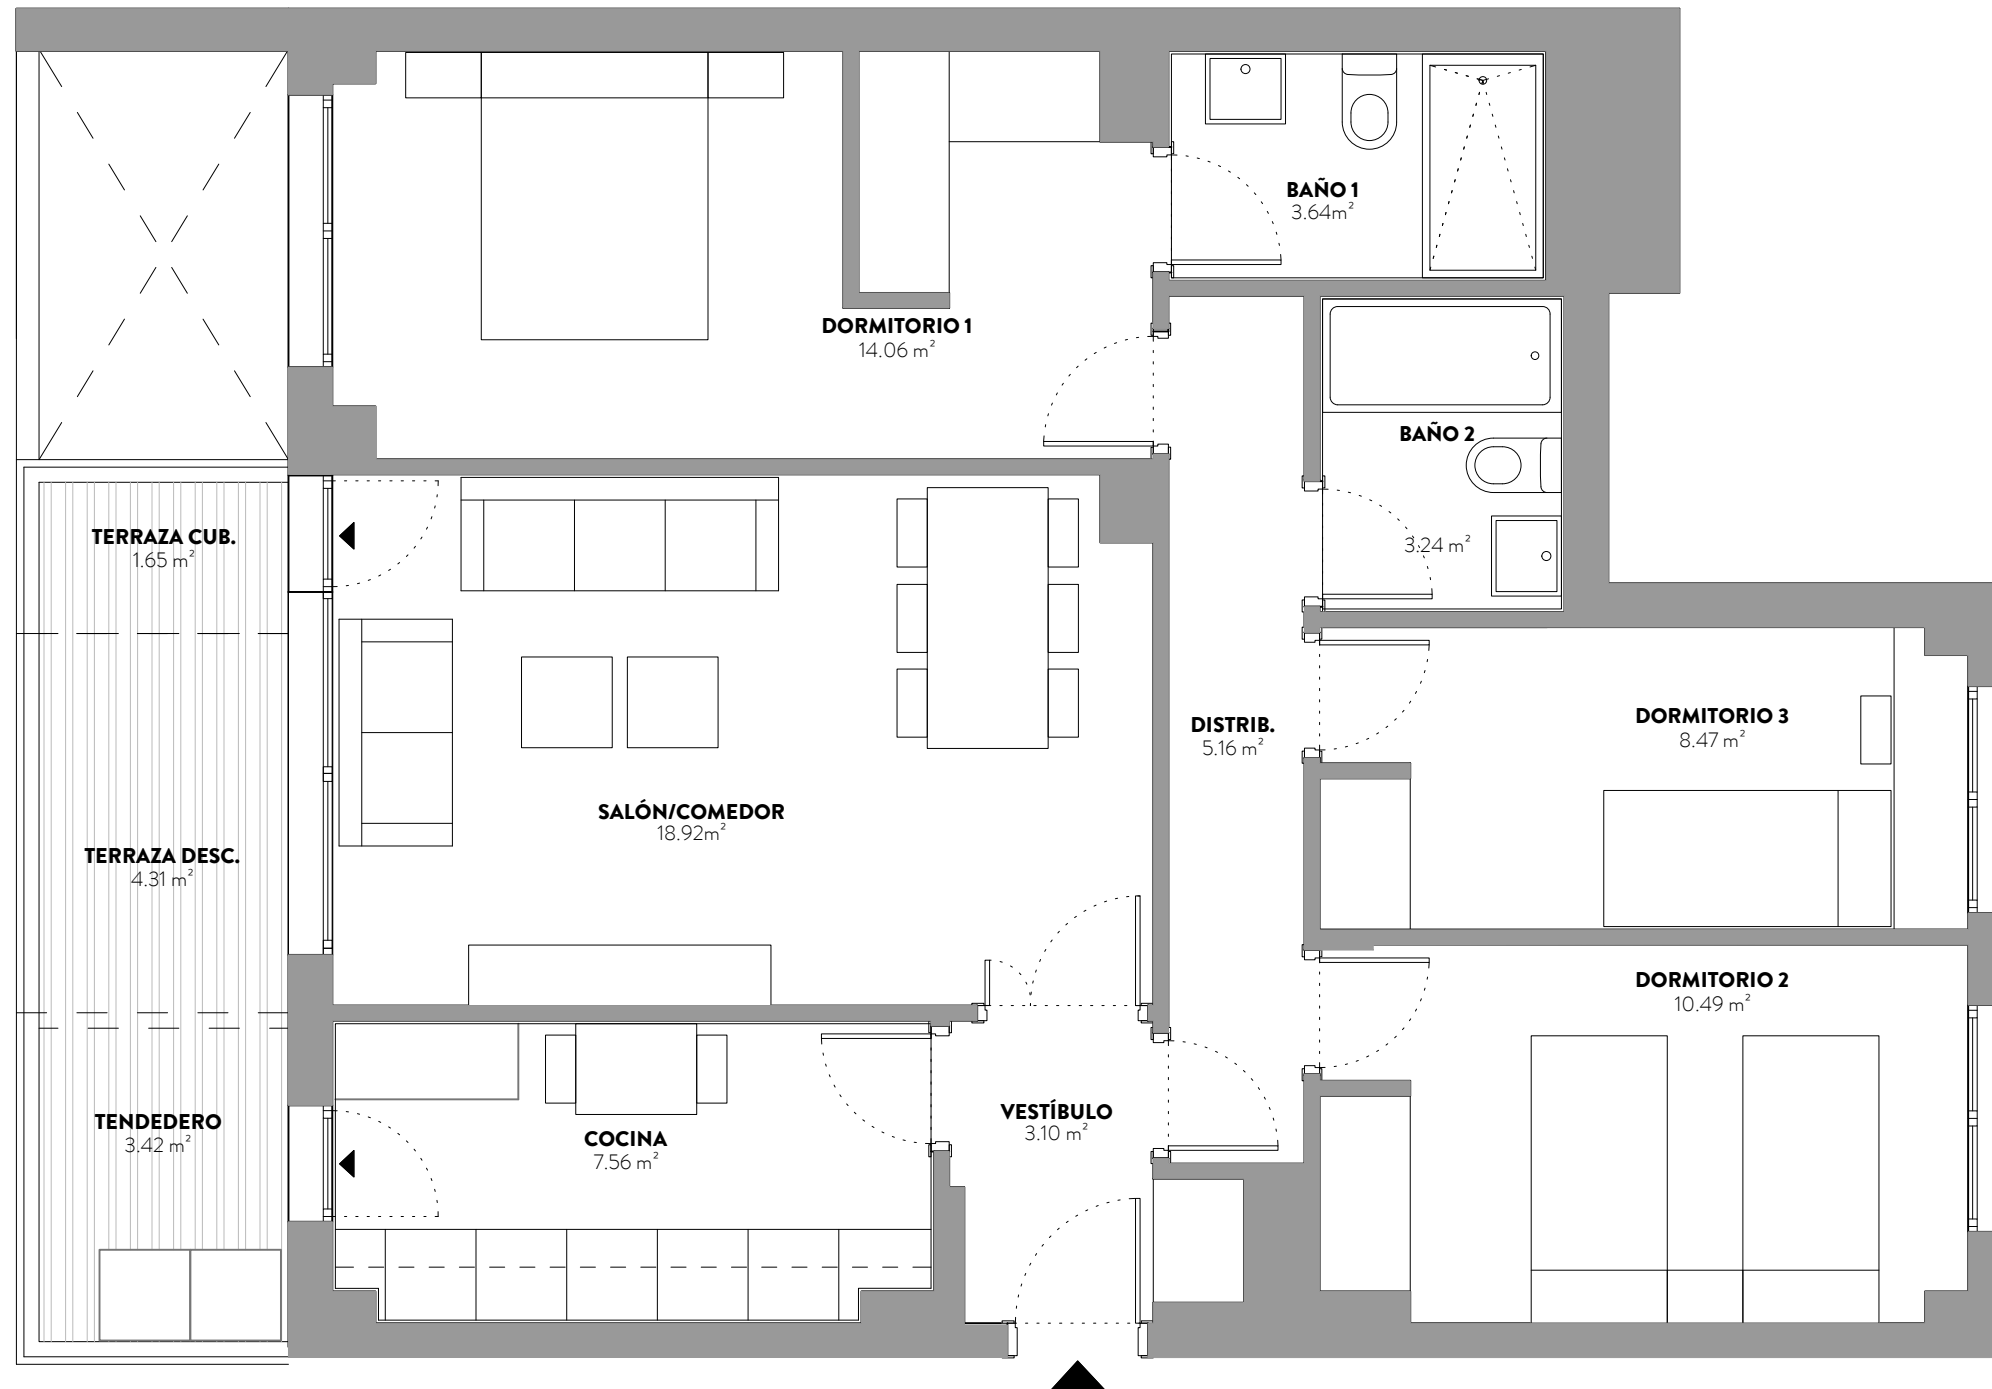 BAÑO 1
3.64m²
DORMITORIO 1
14.06 m²
BAÑO 2
3.24 m²
TERRAZA CUB.
1.65 m²
DISTRIB.
5.16 m²
DORMITORIO 3
8.47 m²
SALÓN/COMEDOR
18.92m²
TERRAZA DESC.
4.31 m²
DORMITORIO 2
10.49 m²
TENDEDERO
3.42 m²
COCINA
7.56 m²
VESTÍBULO
3.10 m²